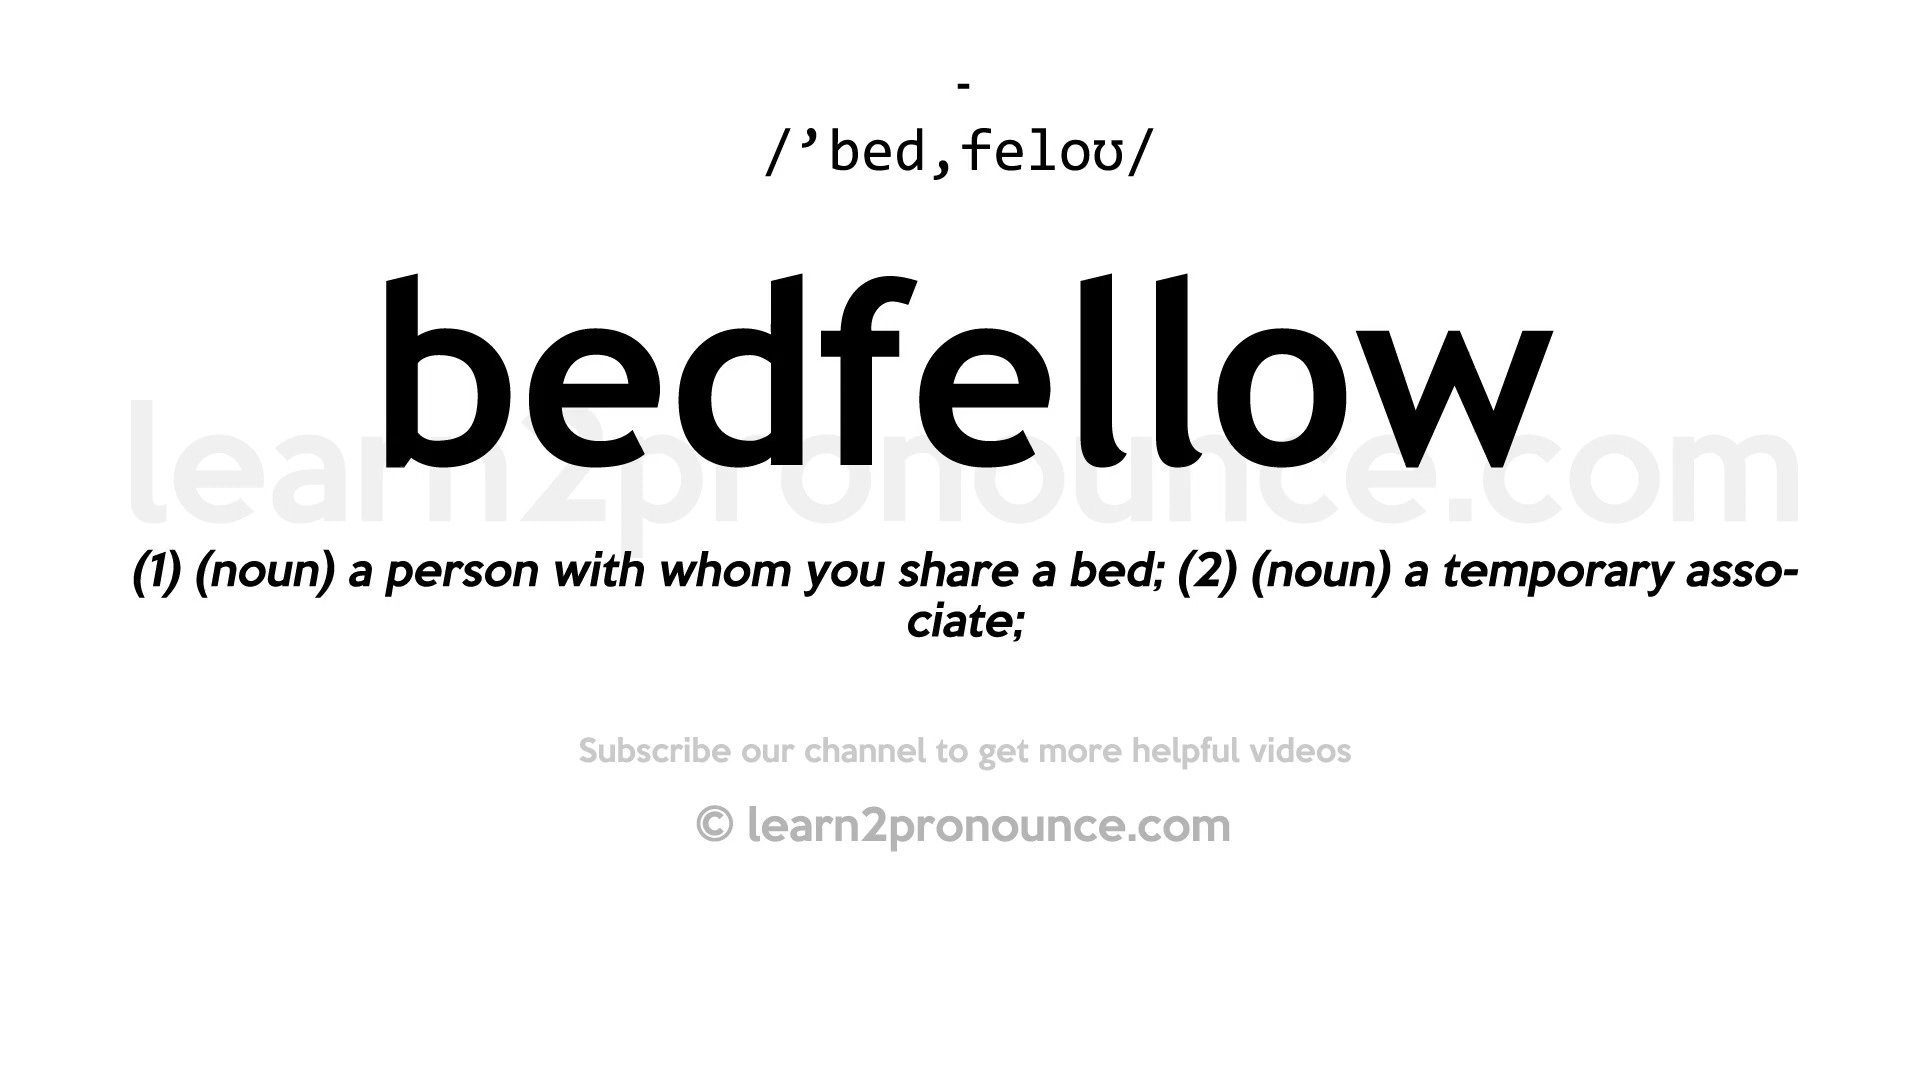 -
/’bed,feloʊ/
bedfellow
learn2pronounce.com
(1) (noun) a person with whom you share a bed; (2) (noun) a temporary asso-
ciate;
Subscribe our channel to get more helpful videos
© learn2pronounce.com